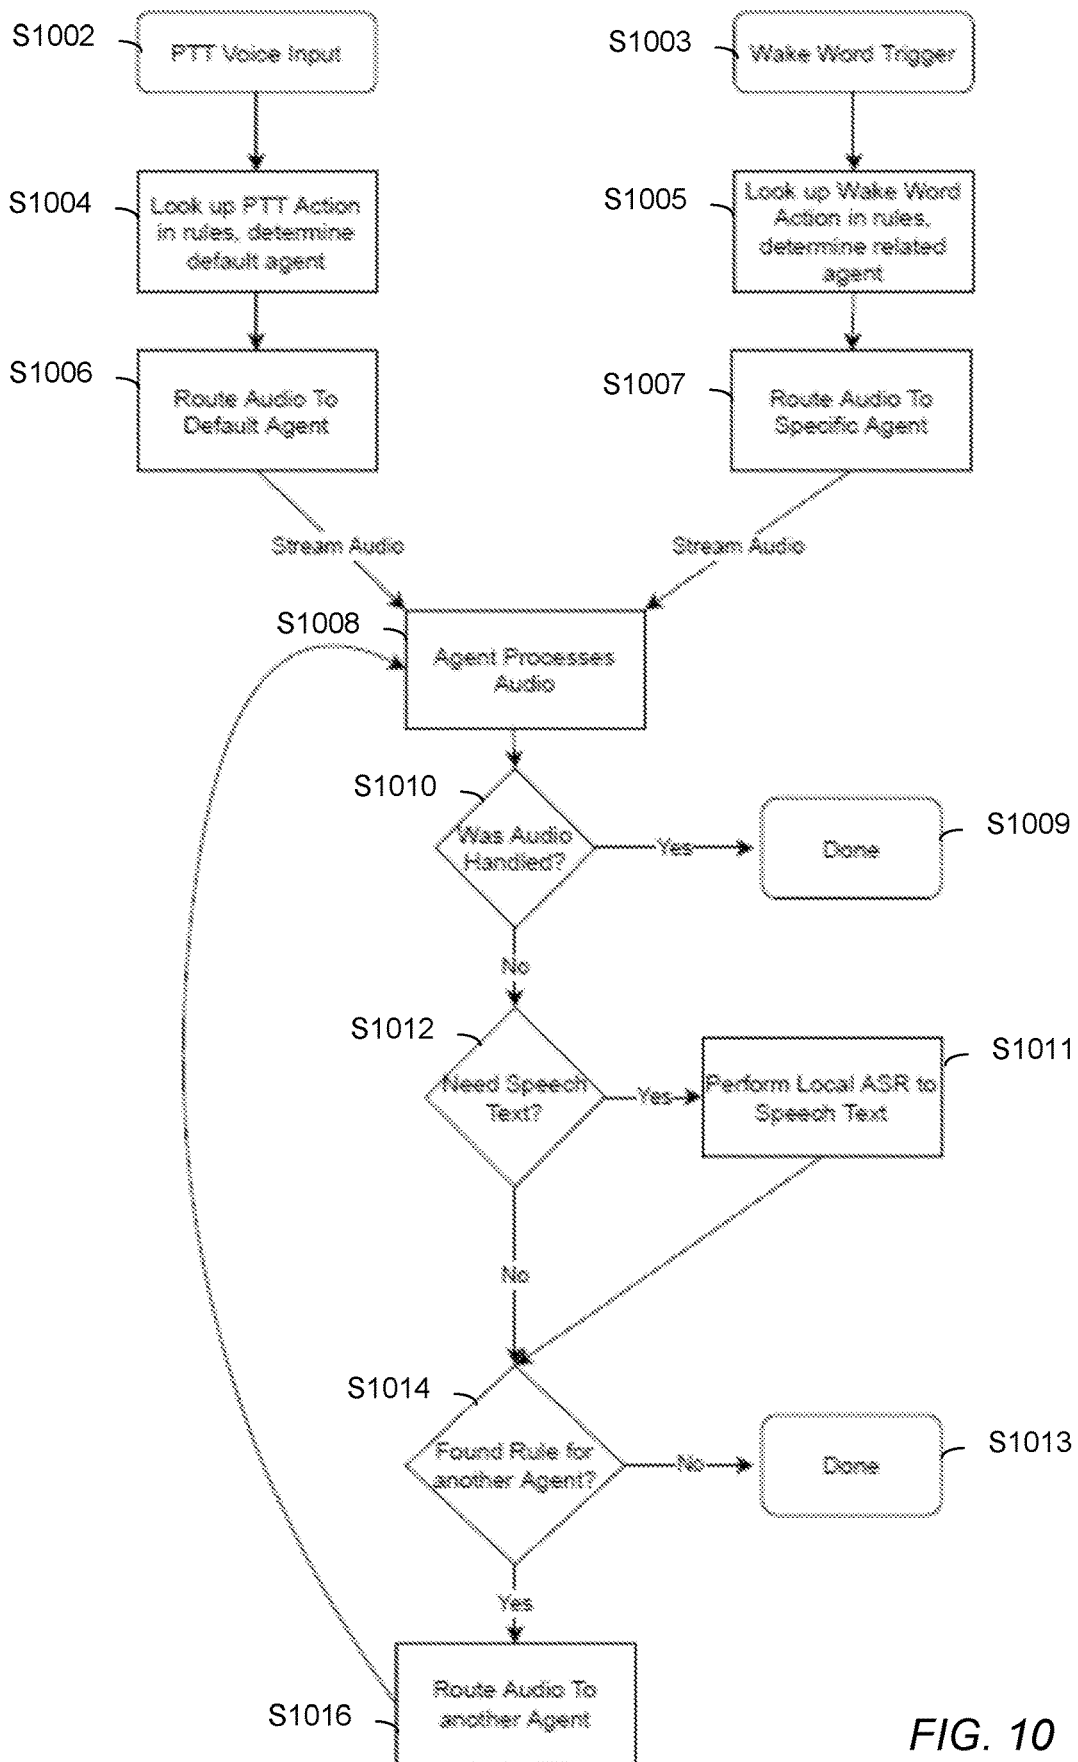 S1002
PTT Voice Input
S1003
Wake Word Trigger
S1004
Look up PTT Action
in rules, determine
default agent
S1005
Look up Wake Word
Action in rules,
determine related
agent
S1006
Route Audio To
Default Agent
S1007
Route Audio To
Specific Agent
Stream Audio
Stream Audio
S1008
Agent Processes
Audio
S1010
Was Audio
Handled?
Yes
Done
S1009
No
S1012
Need Speech
Text?
Yes
Perform Local ASR to
Speech Text
S1011
No
S1014
Found Rule for
another Agent?
No
Done
S1013
Yes
S1016
Route Audio To
another Agent
FIG. 10